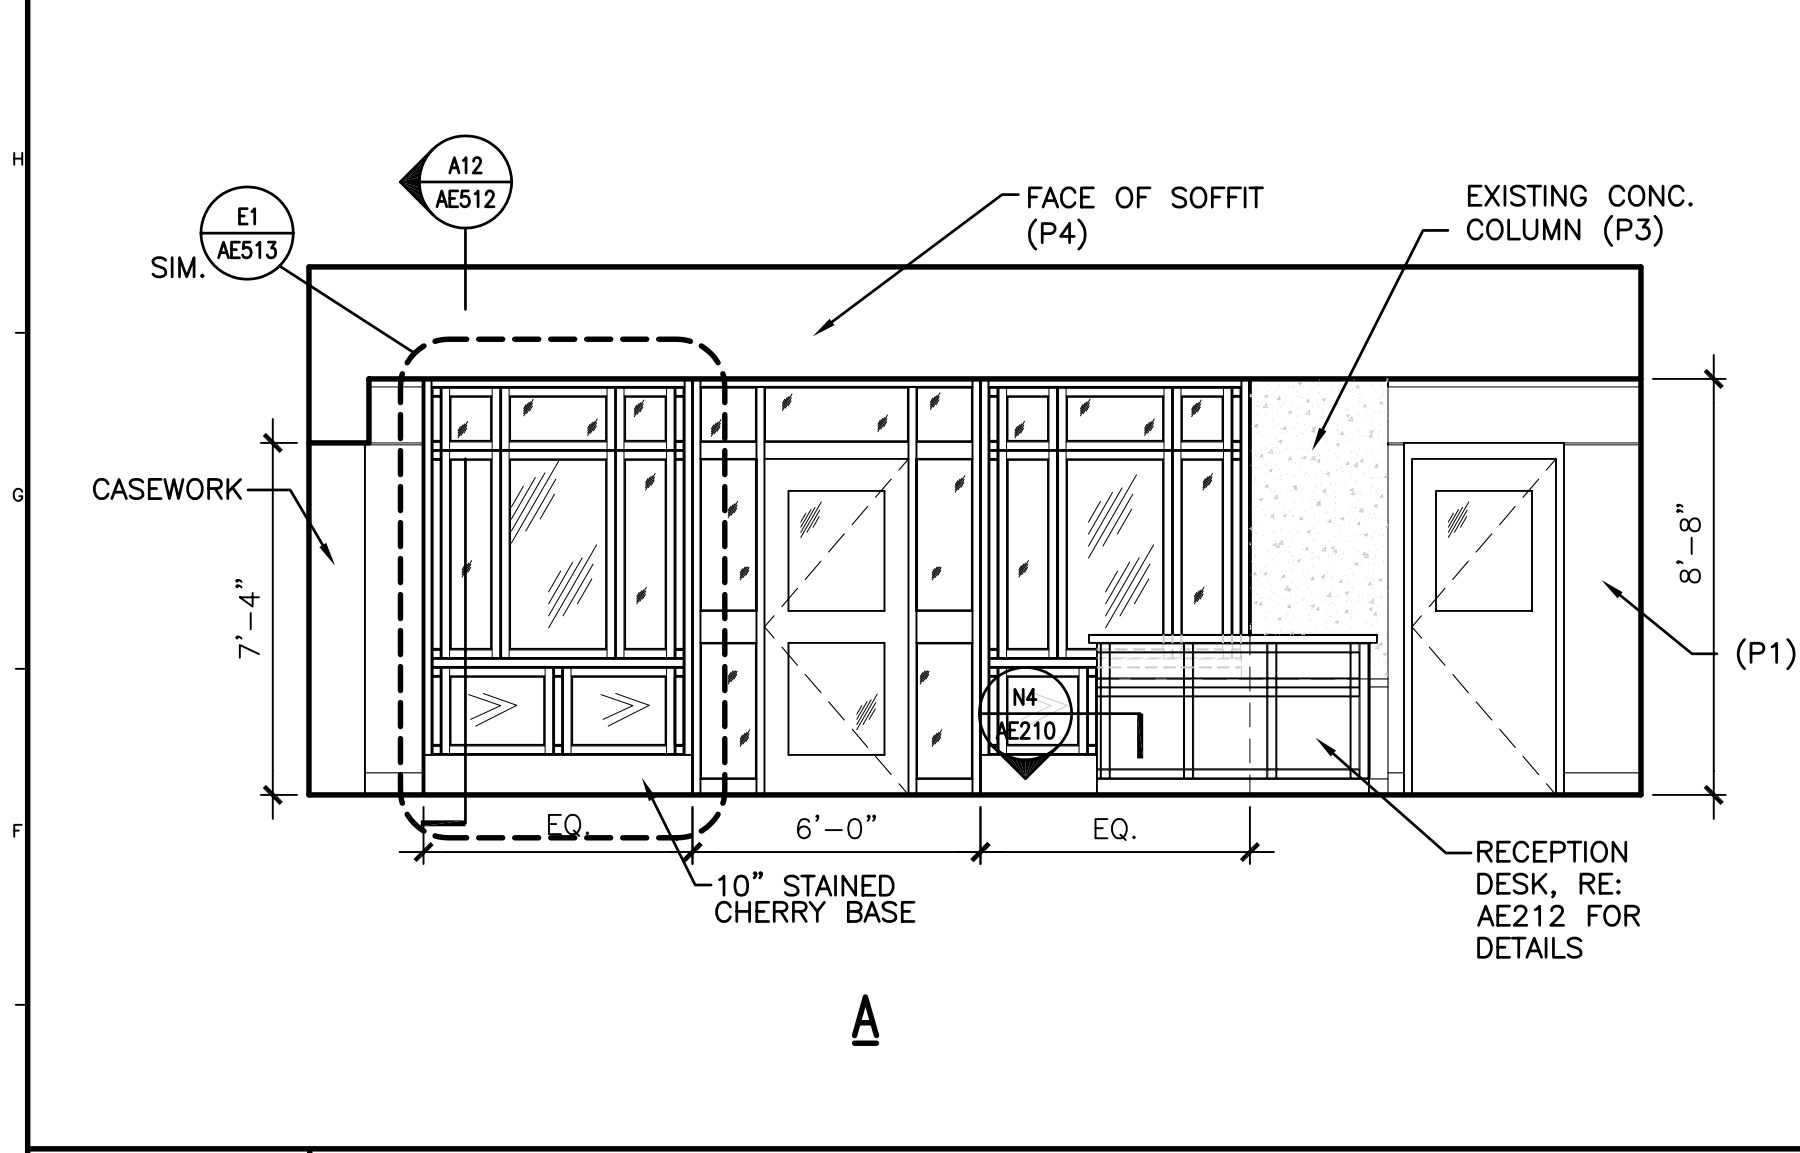 H
A12
AE512
E1
AE513
SIM.
FACE OF SOFFIT
(P4)
EXISTING CONC.
COLUMN (P3)
G
CASEWORK
7'-4"
8'-8"
(P1)
N4
AE210
F
EQ.
6'-0"
EQ.
10" STAINED
CHERRY BASE
RECEPTION
DESK, RE:
AE212 FOR
DETAILS
A